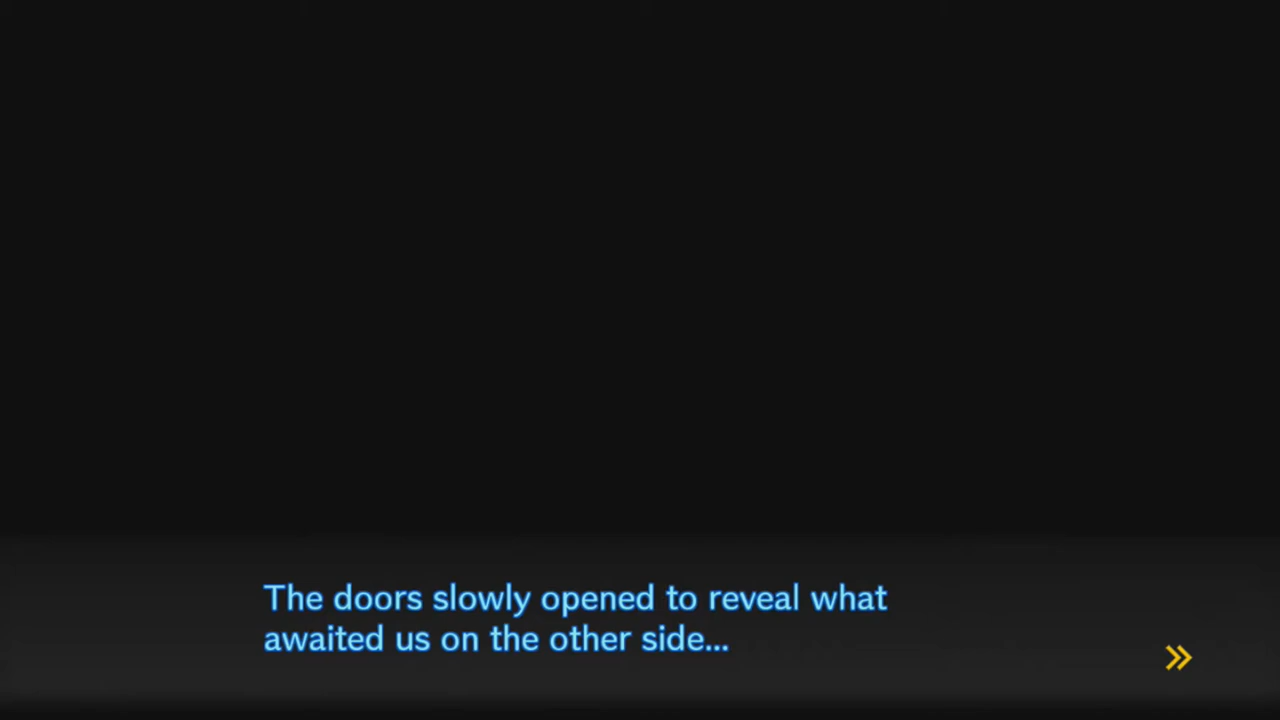 The doors slowly opened to reveal what
awaited us on the other side...